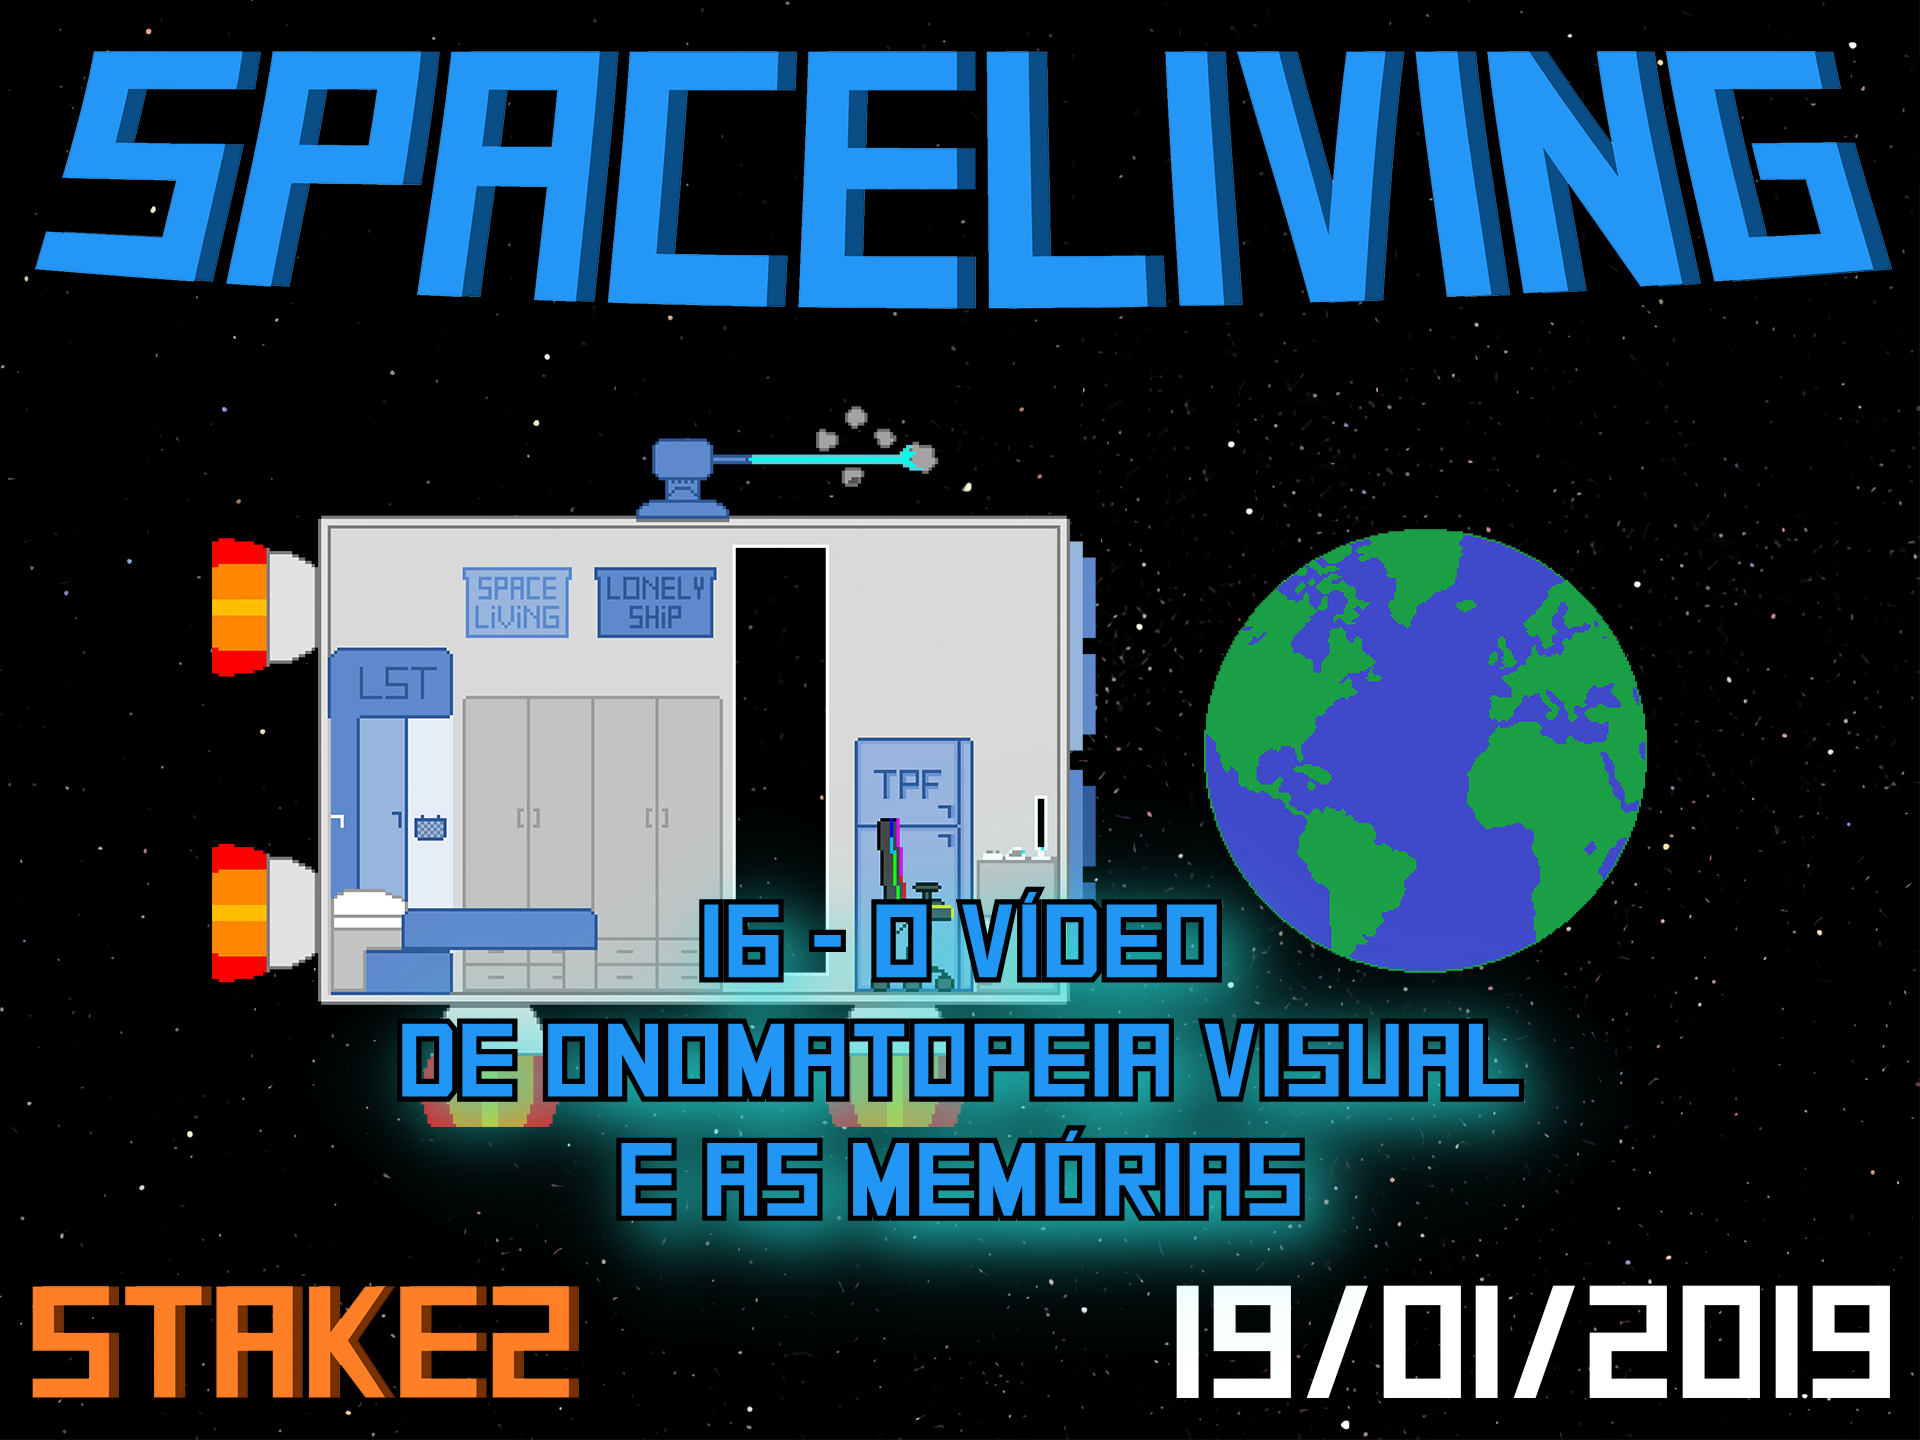 SPACELIVING
SPACE
LiViNG
LONELY
SHiP
LST
TPF
16 - O VÍDEO
DE ONOMATOPEIA VISUAL
E AS MEMÓRIAS
STAKE2
19/01/2019